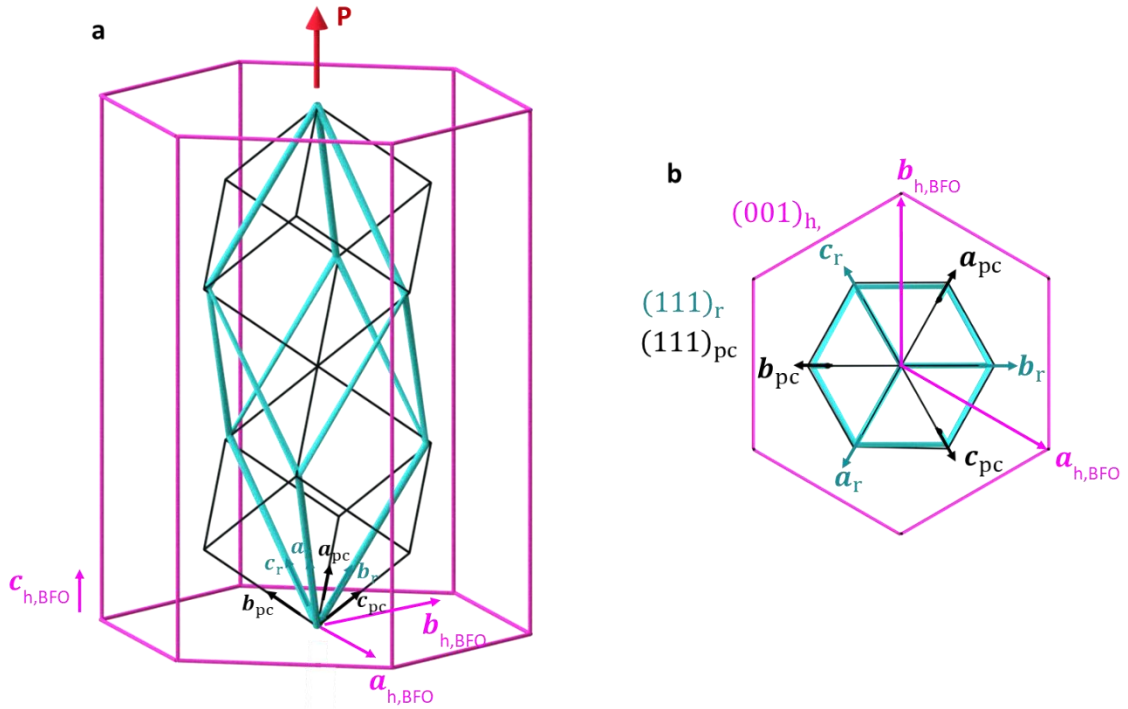 a
P
a
c_r
a_pc
b_r
b_pc
c_pc
c_h,BFO
b_h,BFO
a_h,BFO
b
b_h,BFO
(001)_h,
c_r
a_pc
(111)_r
(111)_pc
b_pc
b_r
a_r
c_pc
a_h,BFO